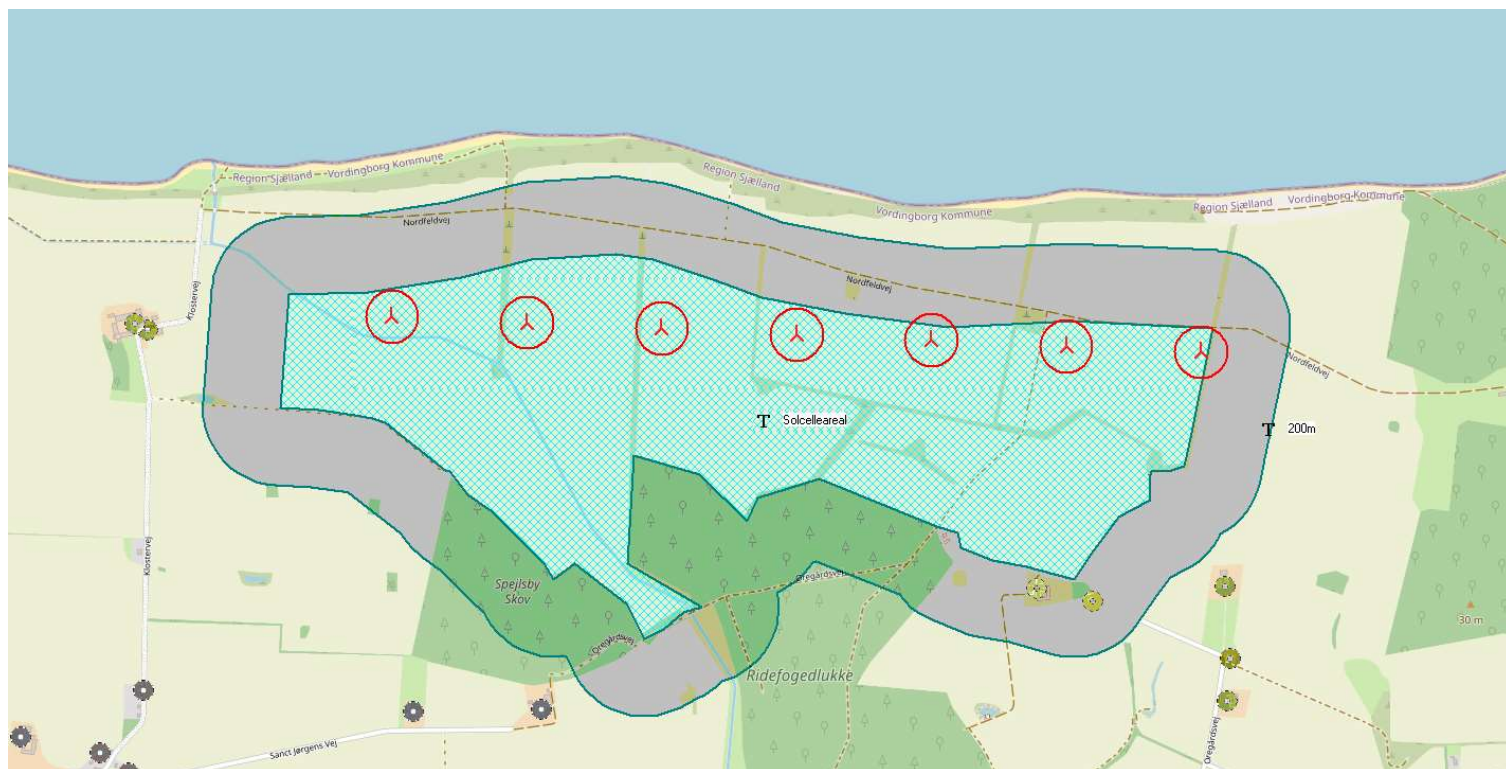 Region Sjælland
Vordingborg Kommune
Region Sjælland
Vordingborg Kommune
Region Sjælland
Vordingborg Kommune
Nordfeldvej
Nordfeldvej
Nordfeldvej
Klostervej
Klostervej
T Solcelleareal
T 200m
Spejlsby
Skov
Oregårdsvej
Oregårdsvej
Ridefogedlukke
30 m
Oregårdsvej
Sanct Jørgens Vej